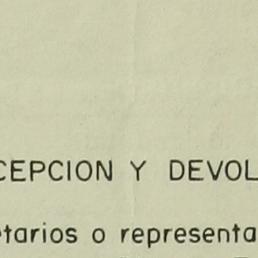 CEPCION Y DEVOL
etarios o representa